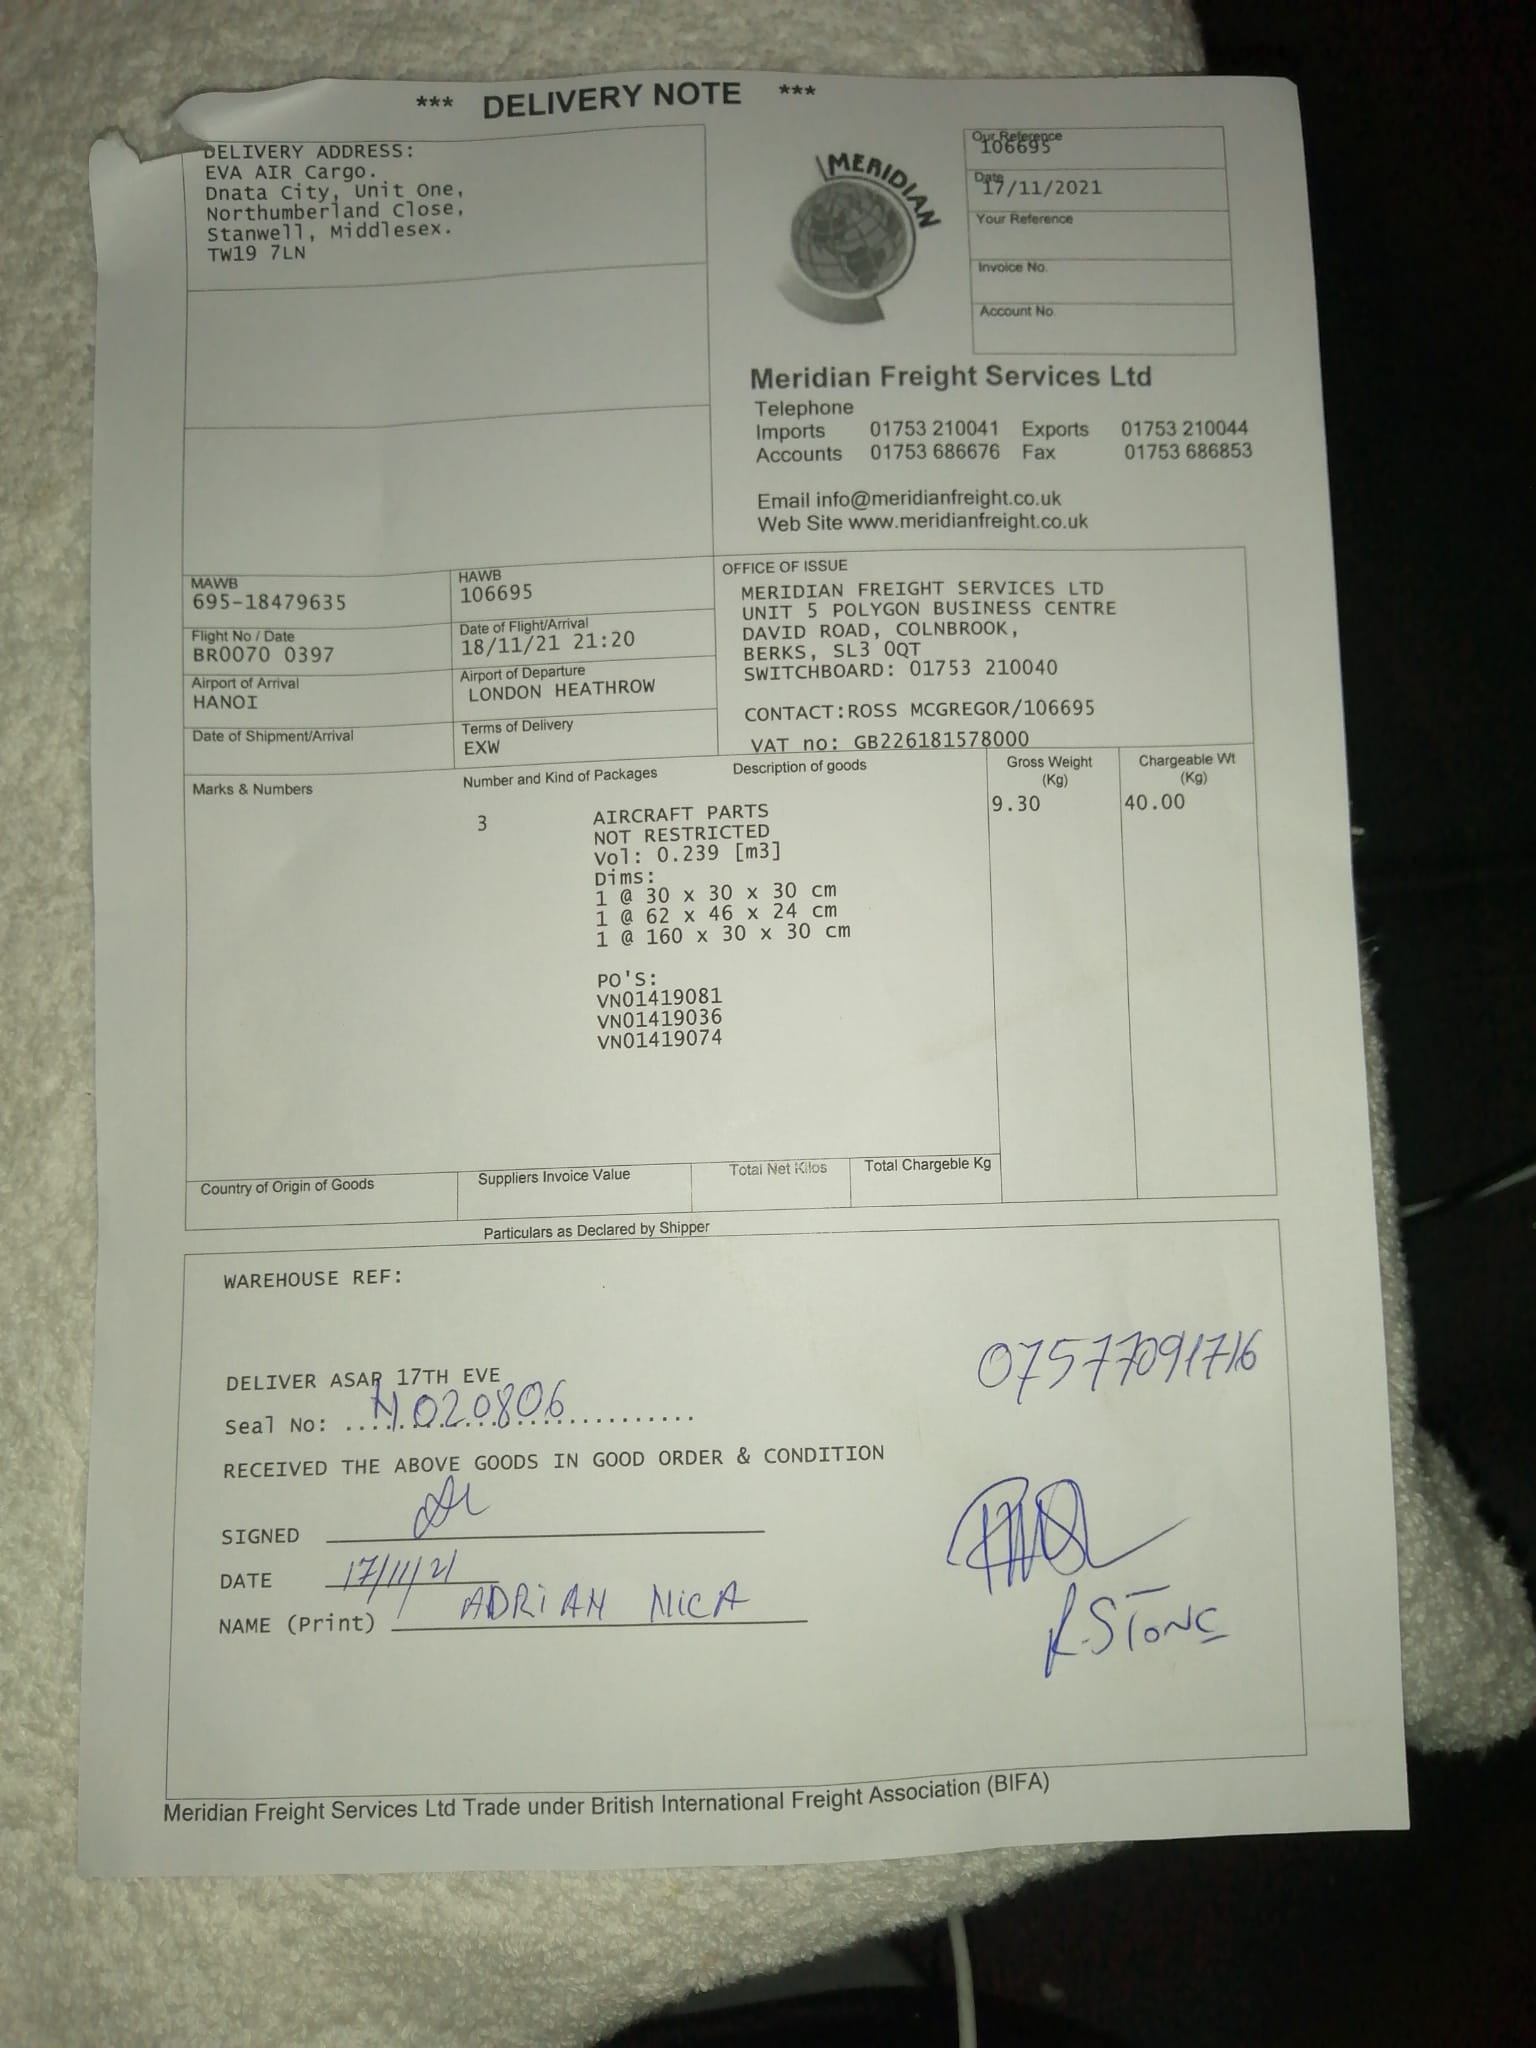 *** DELIVERY NOTE ***
DELIVERY ADDRESS:
EVA AIR Cargo.
Dnata City, Unit One,
Northumberland Close,
Stanwell, Middlesex.
TW19 7LN
MERIDIAN
Our Reference
106695
Date
17/11/2021
Your Reference
Invoice No.
Account No
Meridian Freight Services Ltd
Telephone
Imports 01753 210041 Exports 01753 210044
Accounts 01753 686676 Fax 01753 686853
Email info@meridianfreight.co.uk
Web Site www.meridianfreight.co.uk
MAWB
695-18479635
HAWB
106695
Flight No / Date
BR0070 0397
Date of Flight/Arrival
18/11/21 21:20
Airport of Arrival
HANOI
Airport of Departure
LONDON HEATHROW
Date of Shipment/Arrival
Terms of Delivery
EXW
OFFICE OF ISSUE
MERIDIAN FREIGHT SERVICES LTD
UNIT 5 POLYGON BUSINESS CENTRE
DAVID ROAD, COLNBROOK,
BERKS, SL3 0QT
SWITCHBOARD: 01753 210040
CONTACT:ROSS MCGREGOR/106695
VAT no: GB226181578000
Marks & Numbers
Number and Kind of Packages
Description of goods
Gross Weight
(Kg)
Chargeable Wt
(Kg)
3
AIRCRAFT PARTS
NOT RESTRICTED
Vol: 0.239 [m3]
Dims:
1 @ 30 x 30 x 30 cm
1 @ 62 x 46 x 24 cm
1 @ 160 x 30 x 30 cm
PO'S:
VN01419081
VN01419036
VN01419074
9.30
40.00
Country of Origin of Goods
Suppliers Invoice Value
Total Net Kilos
Total Chargeble Kg
Particulars as Declared by Shipper
WAREHOUSE REF:
07577091716
DELIVER ASAP 17TH EVE
Seal No: N020806
RECEIVED THE ABOVE GOODS IN GOOD ORDER & CONDITION
SIGNED
DATE 17/11/21
NAME (Print) ADRIAN NICA
R.STONE
Meridian Freight Services Ltd Trade under British International Freight Association (BIFA)